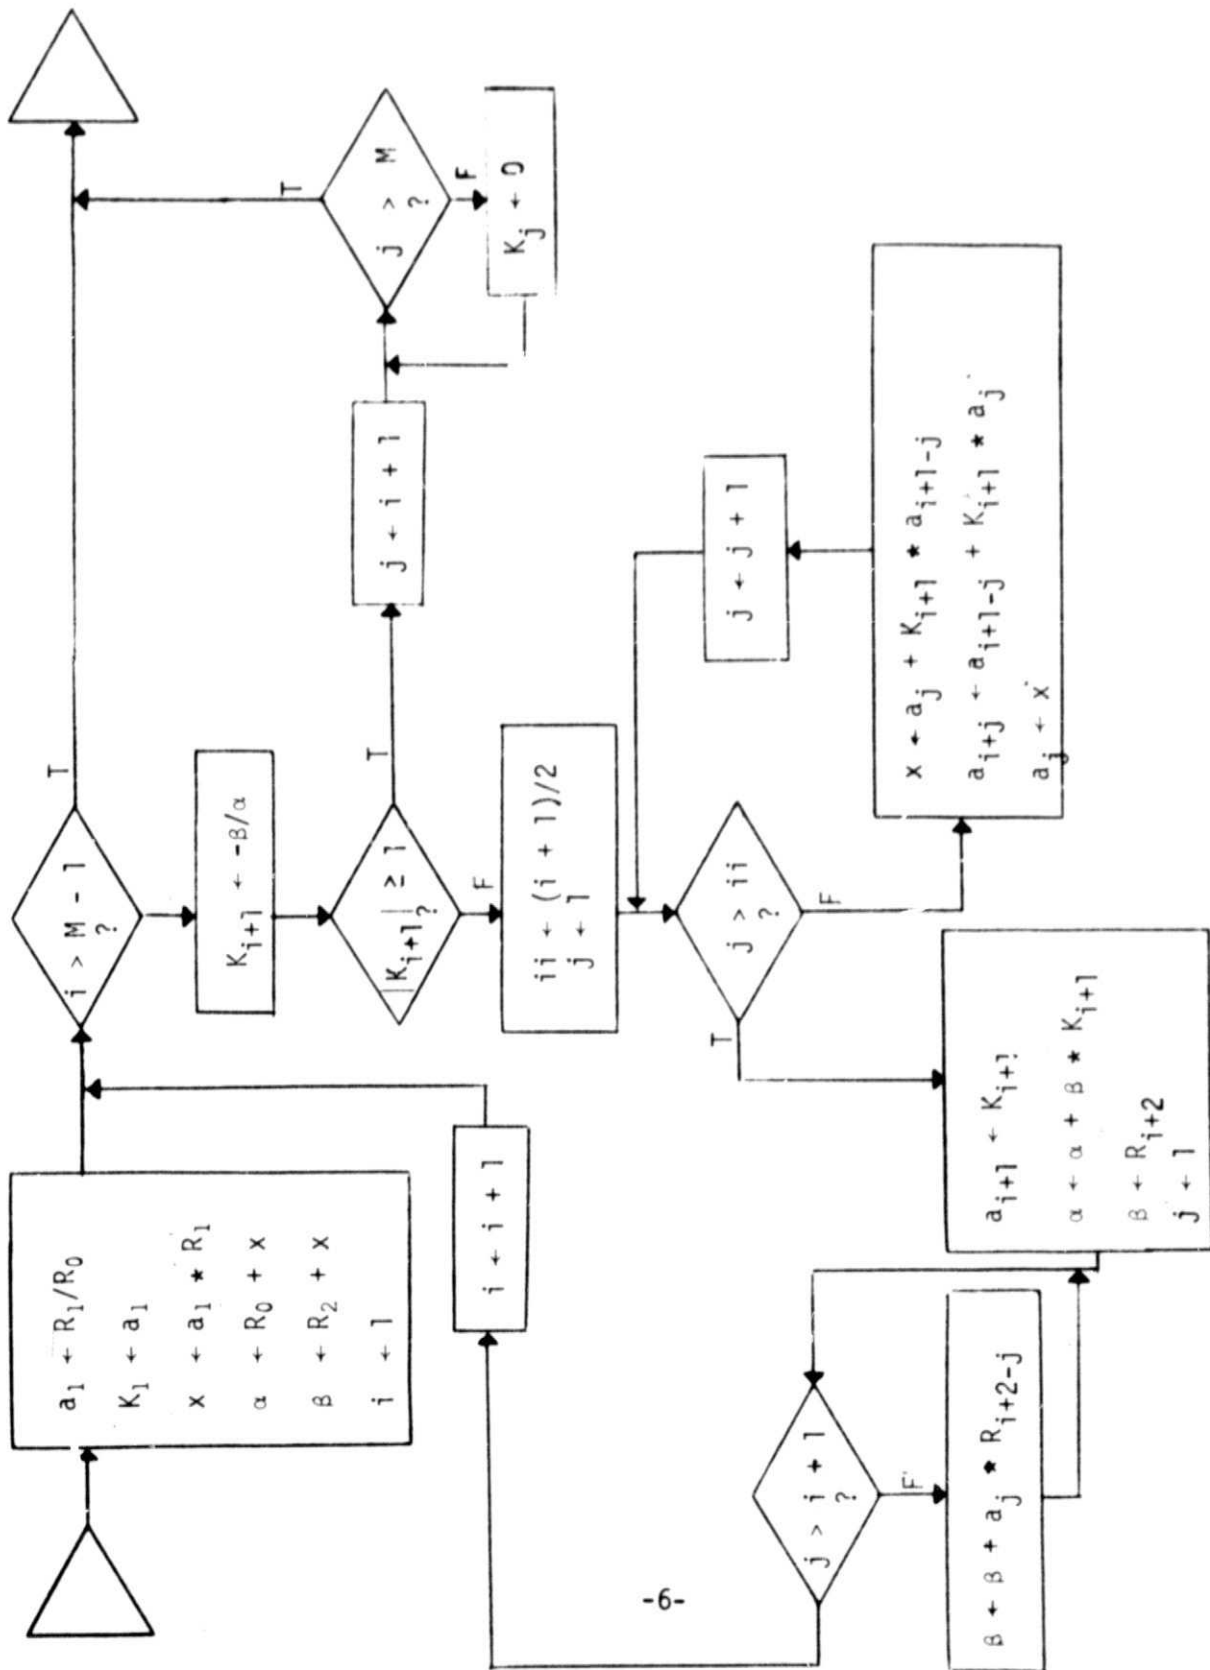 a₁ ← R₁/R₀
K₁ ← a₁
x ← a₁ * R₁
α ← R₀ + x
β ← R₂ + x
i ← 1
i > M - 1
?
T
Kᵢ₊₁ ← -β/α
|Kᵢ₊₁| ≥ 1
?
T
F
j ← i + 1
j > M
?
T
F
Kⱼ ← 0
ii ← (i + 1)/2
j ← 1
j > ii
?
T
F
x ← aⱼ + Kᵢ₊₁ * aᵢ₊₁₋ⱼ
aᵢ₊ⱼ ← aᵢ₊₁₋ⱼ + Kᵢ₊₁ * aⱼ
aⱼ ← x
j ← j + 1
aᵢ₊₁ ← Kᵢ₊₁
α ← α + β * Kᵢ₊₁
β ← Rᵢ₊₂
j ← 1
j > i + 1
?
F
β ← β + aⱼ * Rᵢ₊₂₋ⱼ
i ← i + 1
-6-